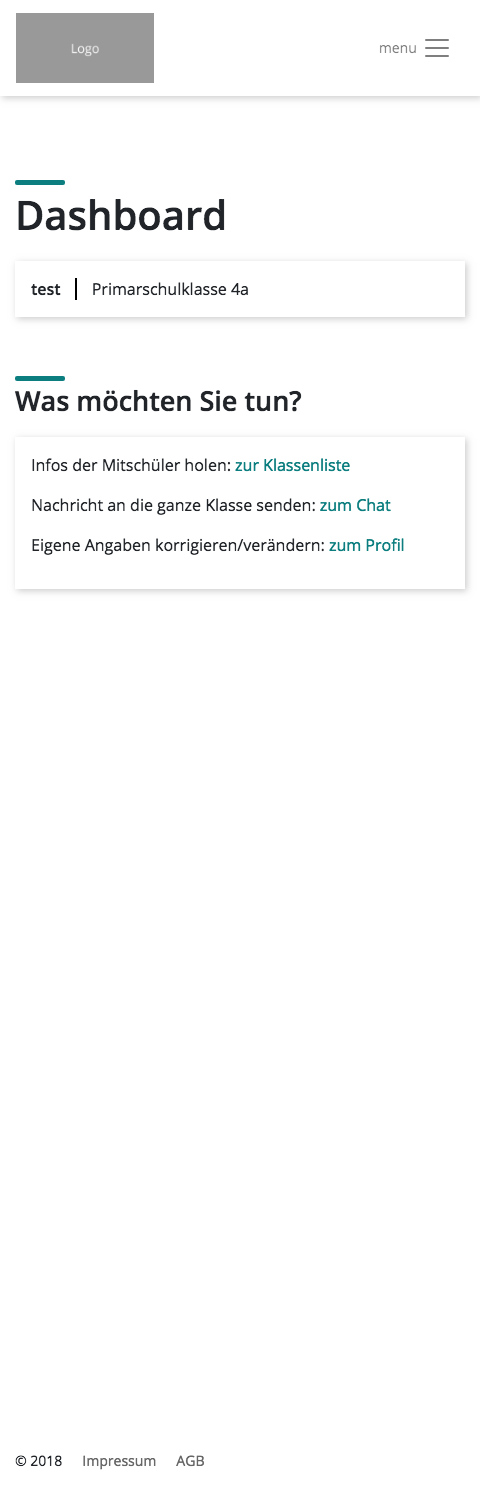 Logo
menu
Dashboard
test Primarschulklasse 4a
Was möchten Sie tun?
Infos der Mitschüler holen: zur Klassenliste
Nachricht an die ganze Klasse senden: zum Chat
Eigene Angaben korrigieren/verändern: zum Profil
© 2018 Impressum AGB